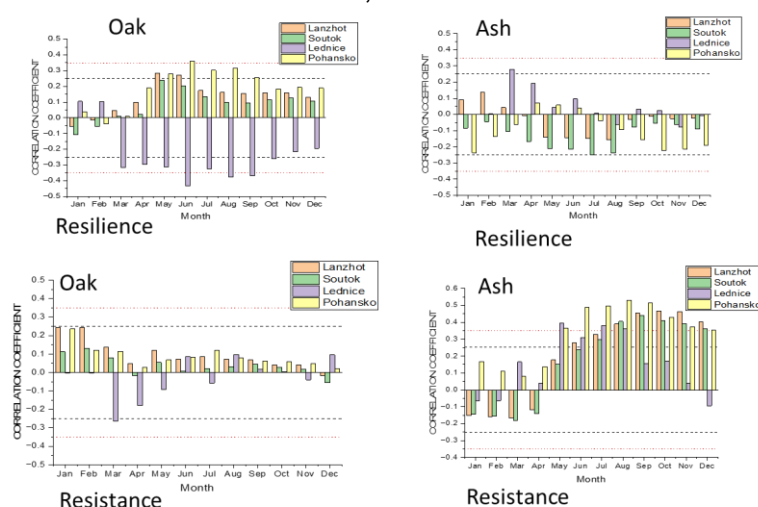 Oak
Lanzhot
Soutok
Lednice
Pohansko
CORRELATION COEFFICIENT
0.5
0.4
0.3
0.2
0.1
0.0
−0.1
−0.2
−0.3
−0.4
−0.5
Jan Feb Mar Apr May Jun Jul Aug Sep Oct Nov Dec
Month
Resilience
Ash
Lanzhot
Soutok
Lednice
Pohansko
CORRELATION COEFFICIENT
0.5
0.4
0.3
0.2
0.1
0.0
−0.1
−0.2
−0.3
−0.4
−0.5
Jan Feb Mar Apr May Jun Jul Aug Sep Oct Nov Dec
Month
Resilience
Oak
Lanzhot
Soutok
Lednice
Pohansko
CORRELATION COEFFICIENT
0.5
0.4
0.3
0.2
0.1
0.0
−0.1
−0.2
−0.3
−0.4
−0.5
Jan Feb Mar Apr May Jun Jul Aug Sep Oct Nov Dec
Month
Resistance
Ash
Lanzhot
Soutok
Lednice
Pohansko
CORRELATION COEFFICIENT
0.6
0.5
0.4
0.3
0.2
0.1
0.0
−0.1
−0.2
−0.3
−0.4
Jan Feb Mar Apr May Jun Jul Aug Sep Oct Nov Dec
Month
Resistance